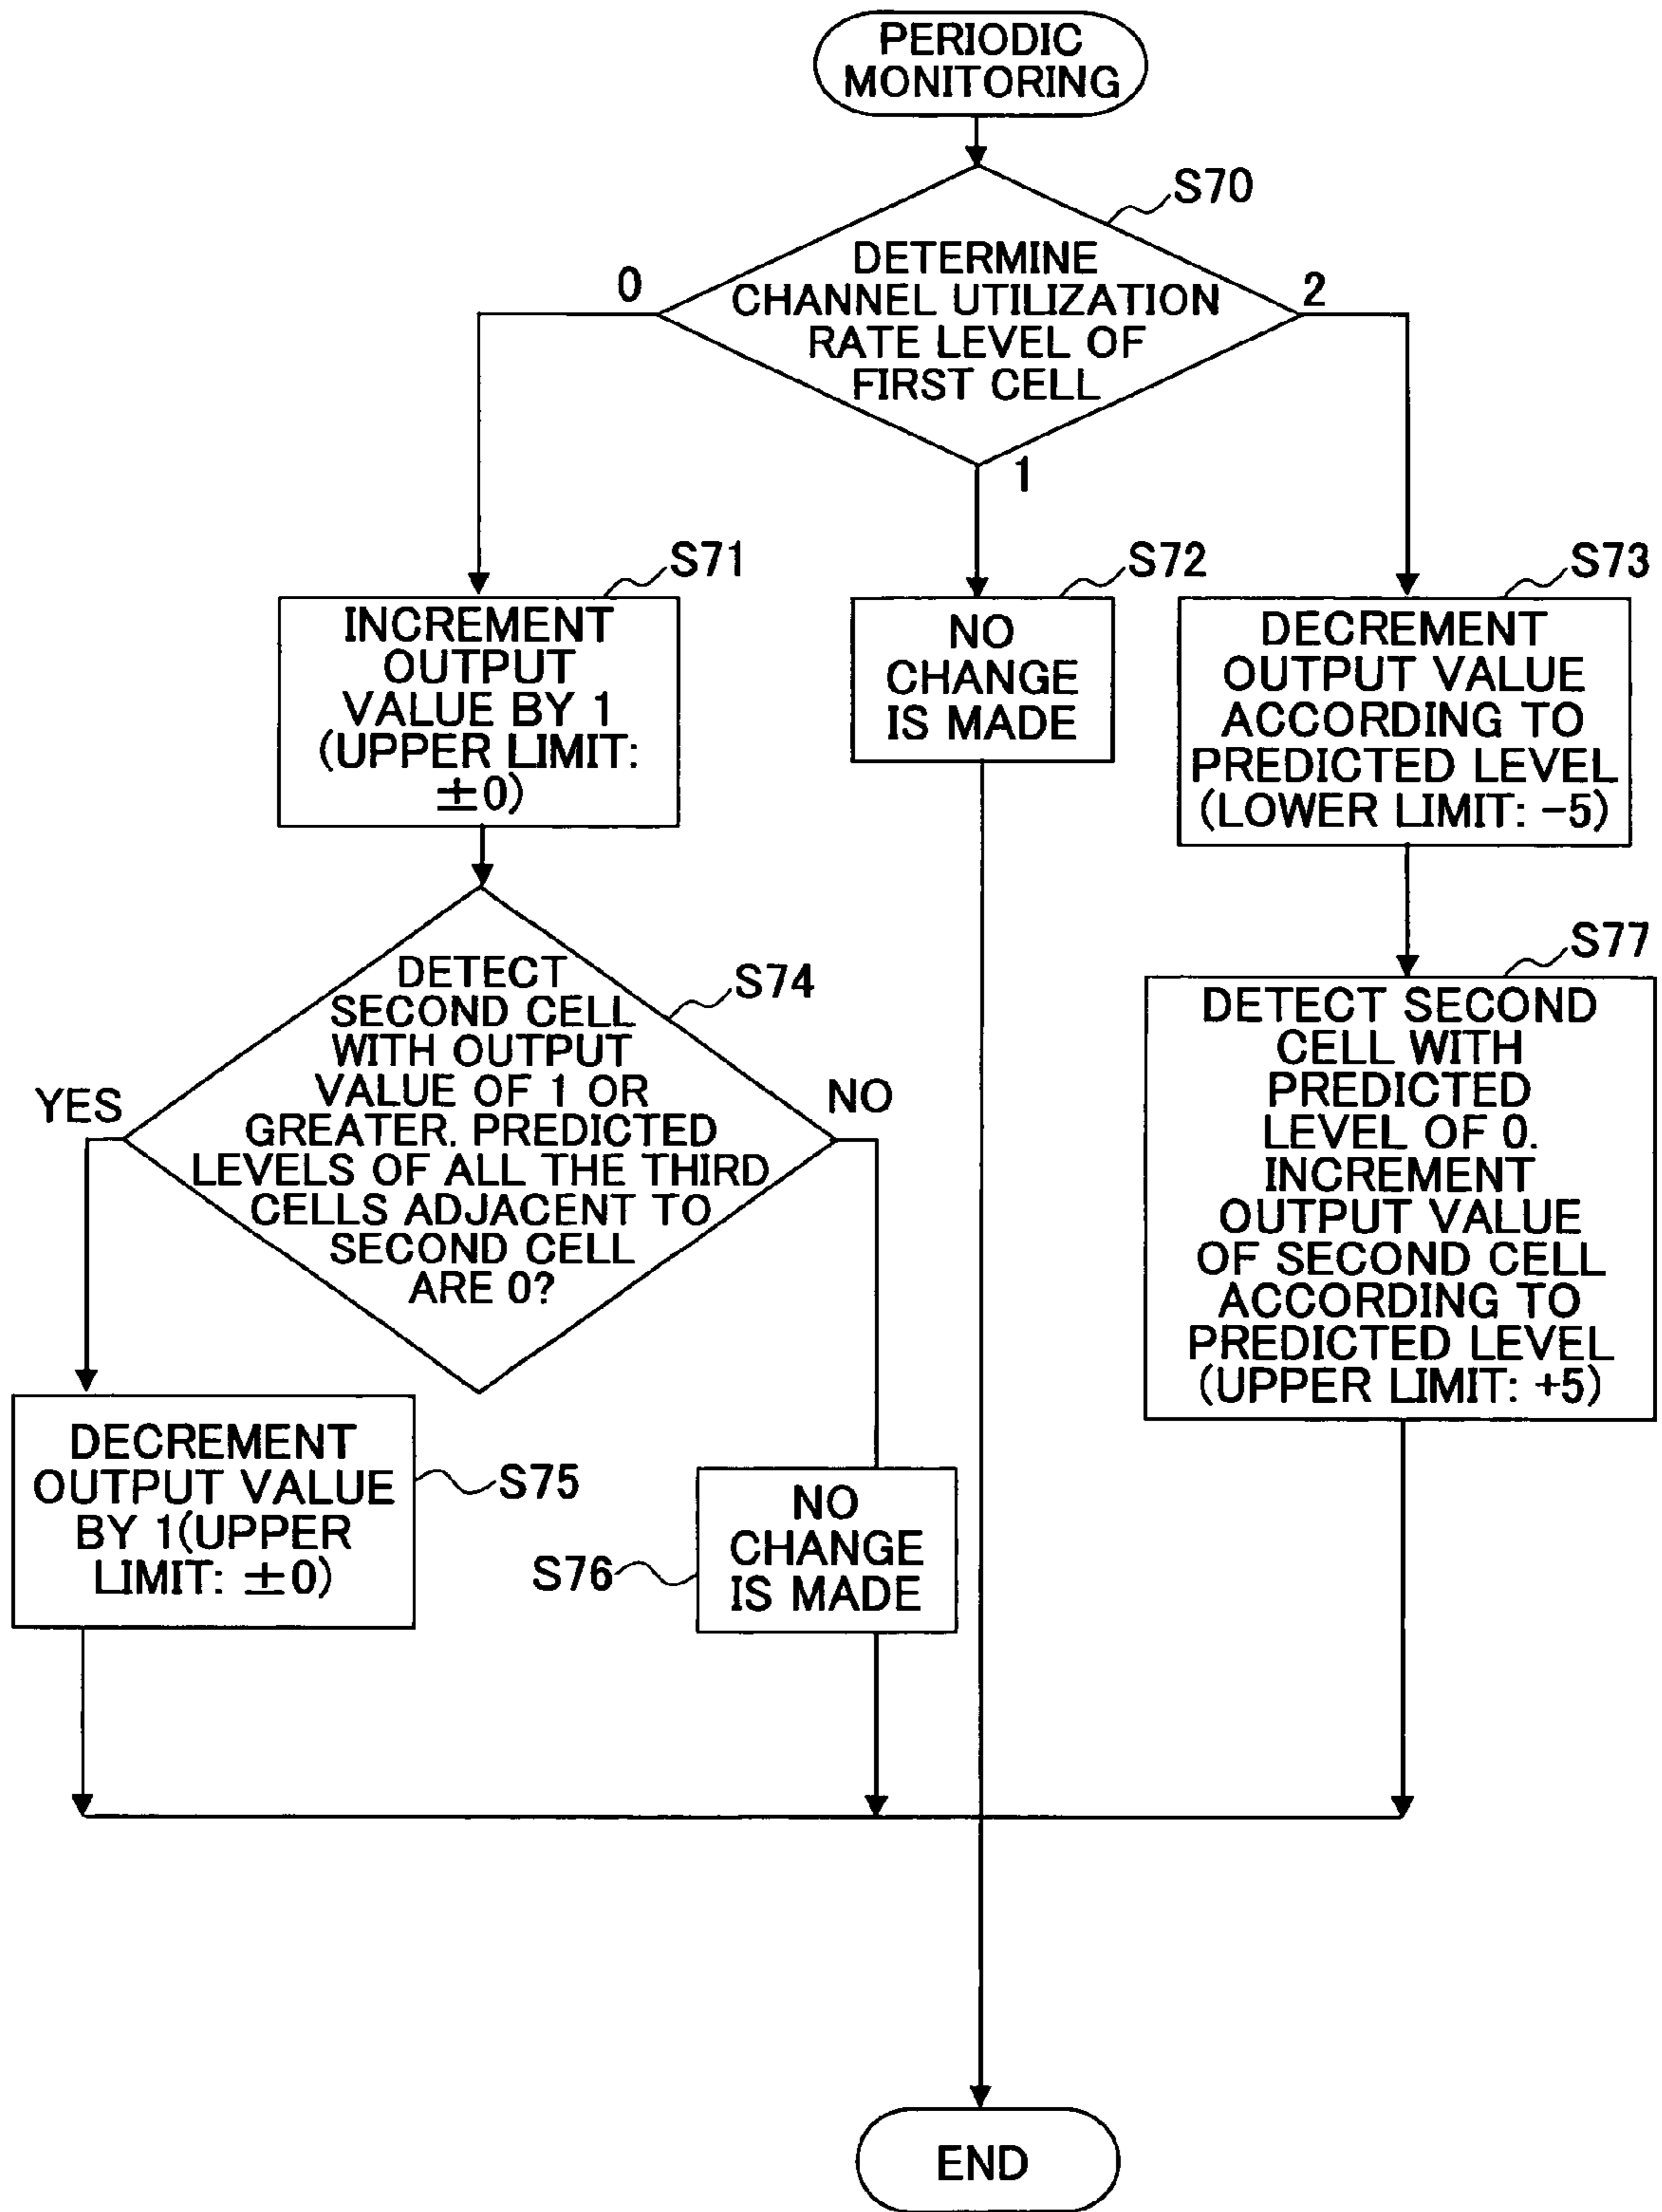 PERIODIC
MONITORING
S70
DETERMINE
CHANNEL UTILIZATION
RATE LEVEL OF
FIRST CELL
0
2
1
S71
INCREMENT
OUTPUT
VALUE BY 1
(UPPER LIMIT:
±0)
S72
NO
CHANGE
IS MADE
S73
DECREMENT
OUTPUT VALUE
ACCORDING TO
PREDICTED LEVEL
(LOWER LIMIT: -5)
S74
DETECT
SECOND CELL
WITH OUTPUT
VALUE OF 1 OR
GREATER. PREDICTED
LEVELS OF ALL THE THIRD
CELLS ADJACENT TO
SECOND CELL
ARE 0?
YES
NO
S77
DETECT SECOND
CELL WITH
PREDICTED
LEVEL OF 0.
INCREMENT
OUTPUT VALUE
OF SECOND CELL
ACCORDING TO
PREDICTED LEVEL
(UPPER LIMIT: +5)
DECREMENT
OUTPUT VALUE
BY 1(UPPER
LIMIT: ±0)
S75
NO
CHANGE
IS MADE
S76
END